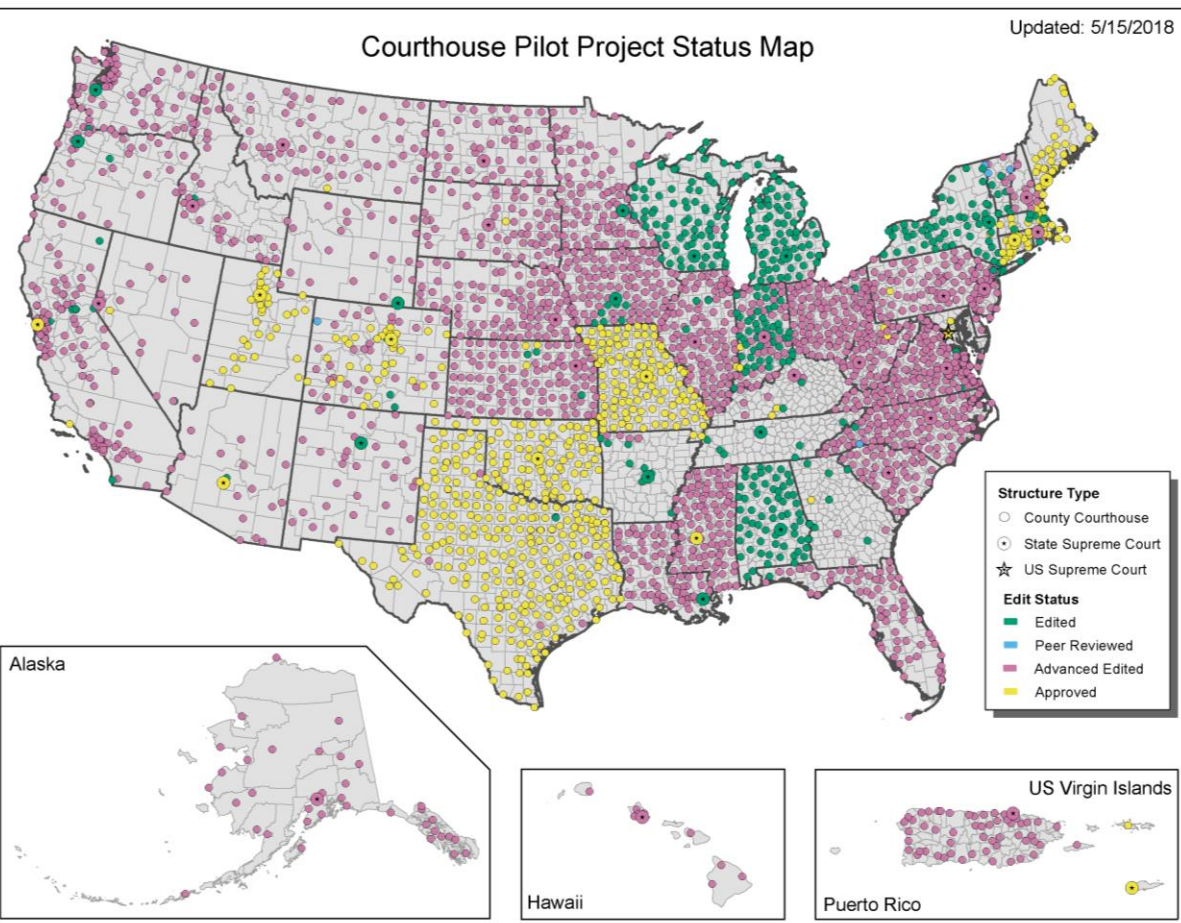 Updated: 5/15/2018
Courthouse Pilot Project Status Map
Structure Type
County Courthouse
State Supreme Court
US Supreme Court
Edit Status
Edited
Peer Reviewed
Advanced Edited
Approved
Alaska
Hawaii
US Virgin Islands
Puerto Rico